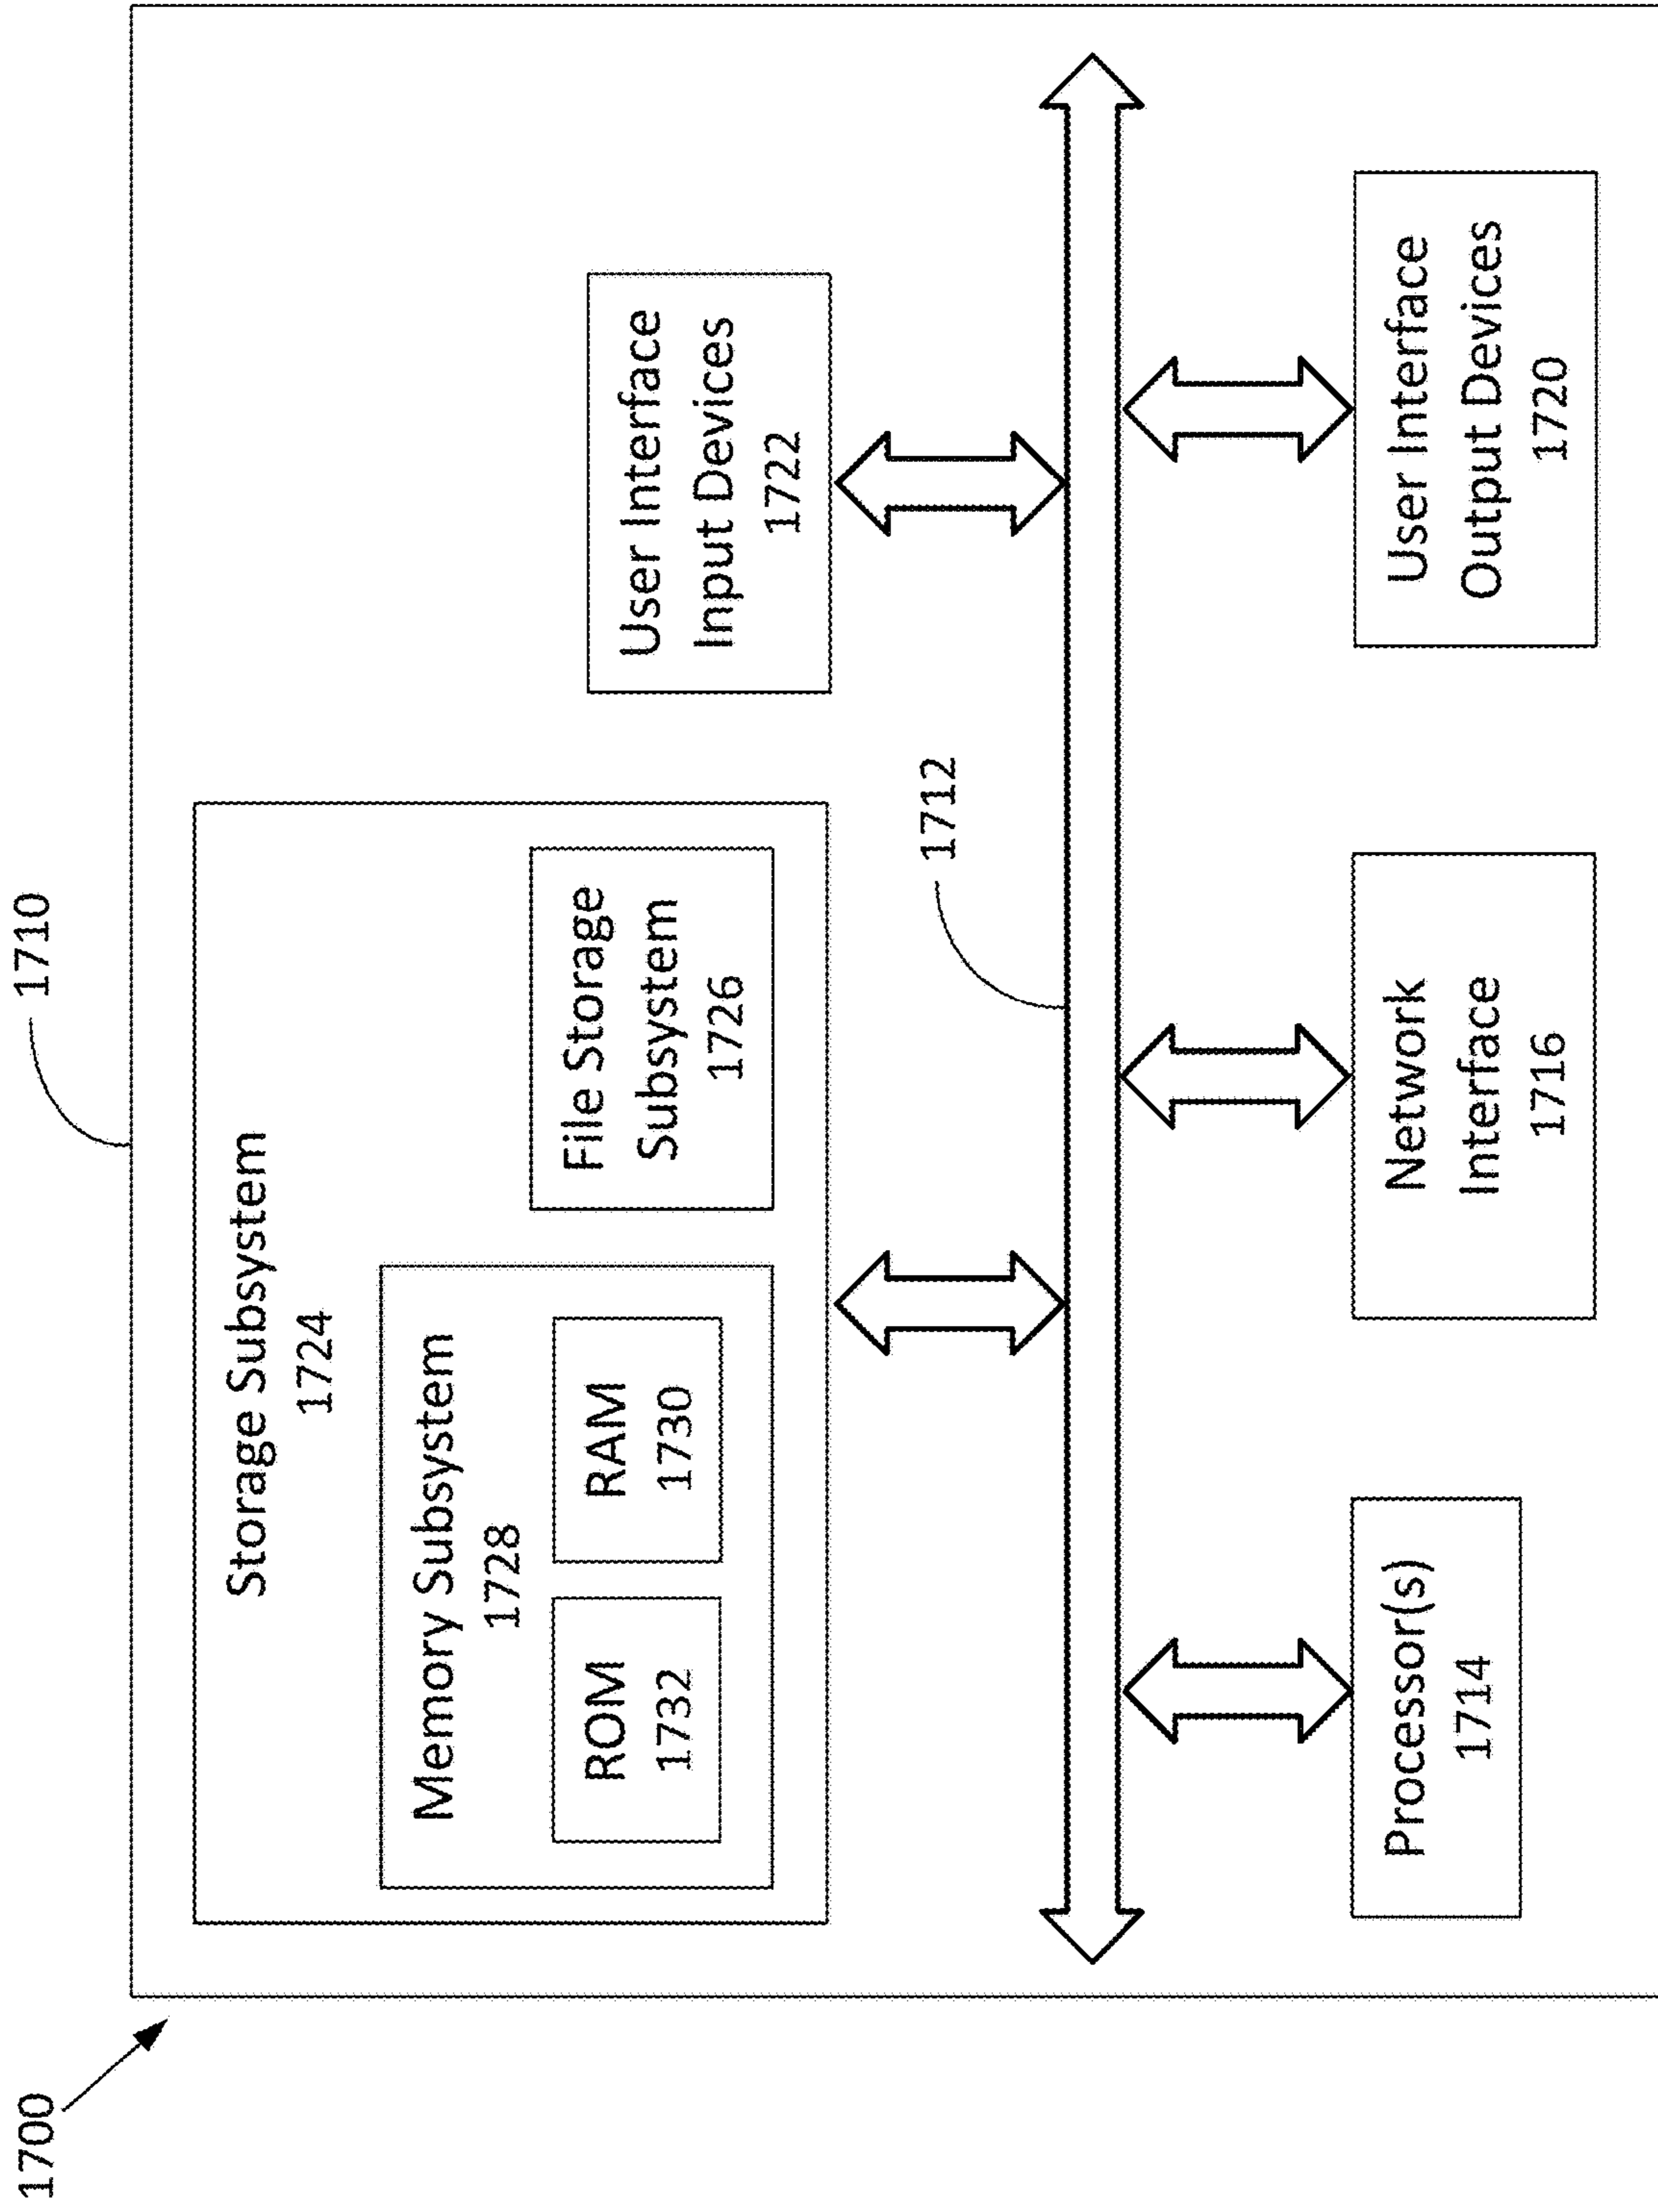 1700
1710
Storage Subsystem
1724
Memory Subsystem
1728
ROM
1732
RAM
1730
File Storage
Subsystem
1726
User Interface
Input Devices
1722
1712
Processor(s)
1714
Network
Interface
1716
User Interface
Output Devices
1720